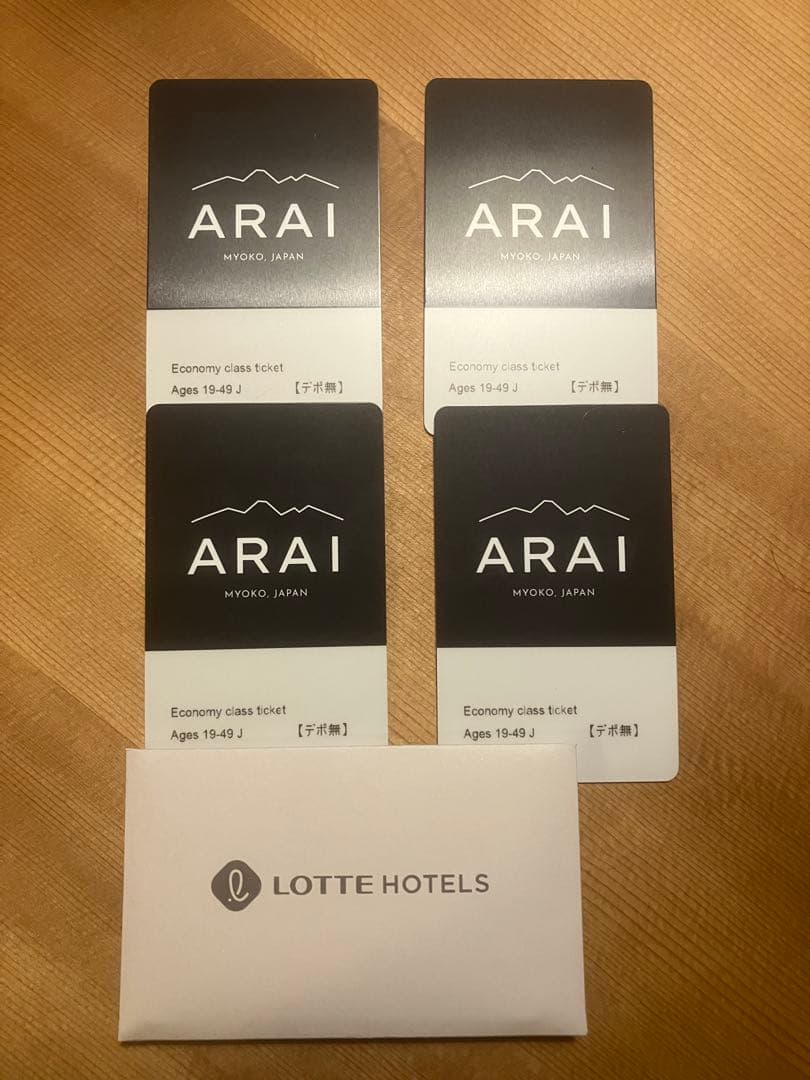 ARAI
MYOKO, JAPAN
Economy class ticket
Ages 19-49 J 【デポ無】
ARAI
MYOKO, JAPAN
Economy class ticket
Ages 19-49 J 【デポ無】
ARAI
MYOKO, JAPAN
Economy class ticket
Ages 19-49 J 【デポ無】
ARAI
MYOKO, JAPAN
Economy class ticket
Ages 19-49 J 【デポ無】
LOTTE HOTELS